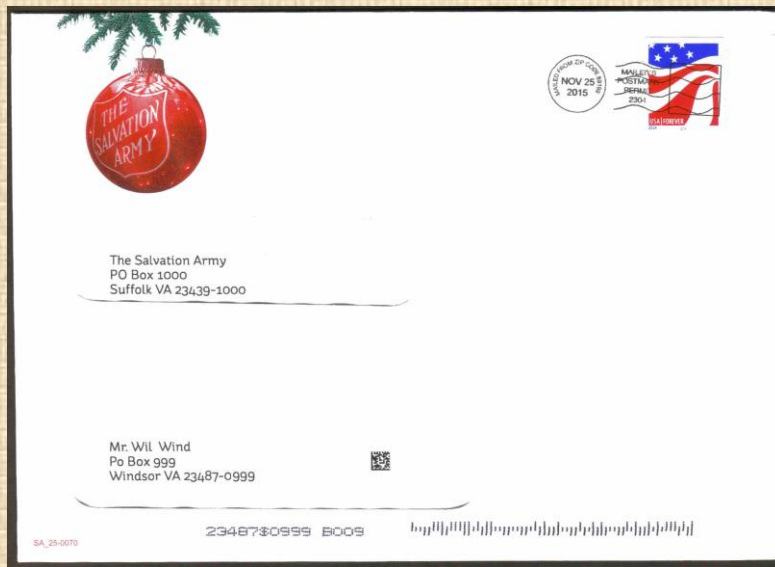 THE
SALVATION
ARMY
MAILED FROM ZIP CODE
NOV 25
2015
POSTMARK
USA FOREVER
The Salvation Army
PO Box 1000
Suffolk VA 23439-1000
Mr. Wil Wind
Po Box 999
Windsor VA 23487-0999
23487$0999 B009
SA_25-0070